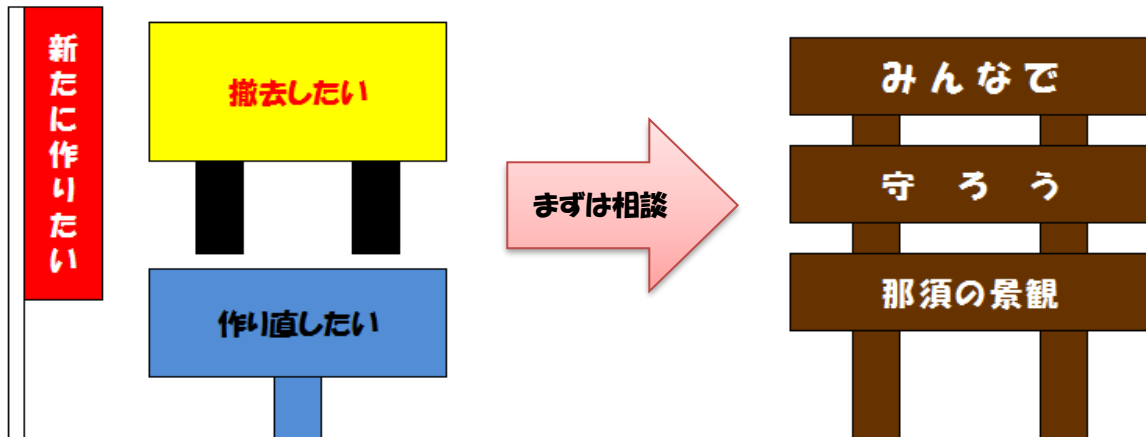 新たに作りたい
撤去したい
作り直したい
まずは相談
みんなで
守ろう
那須の景観